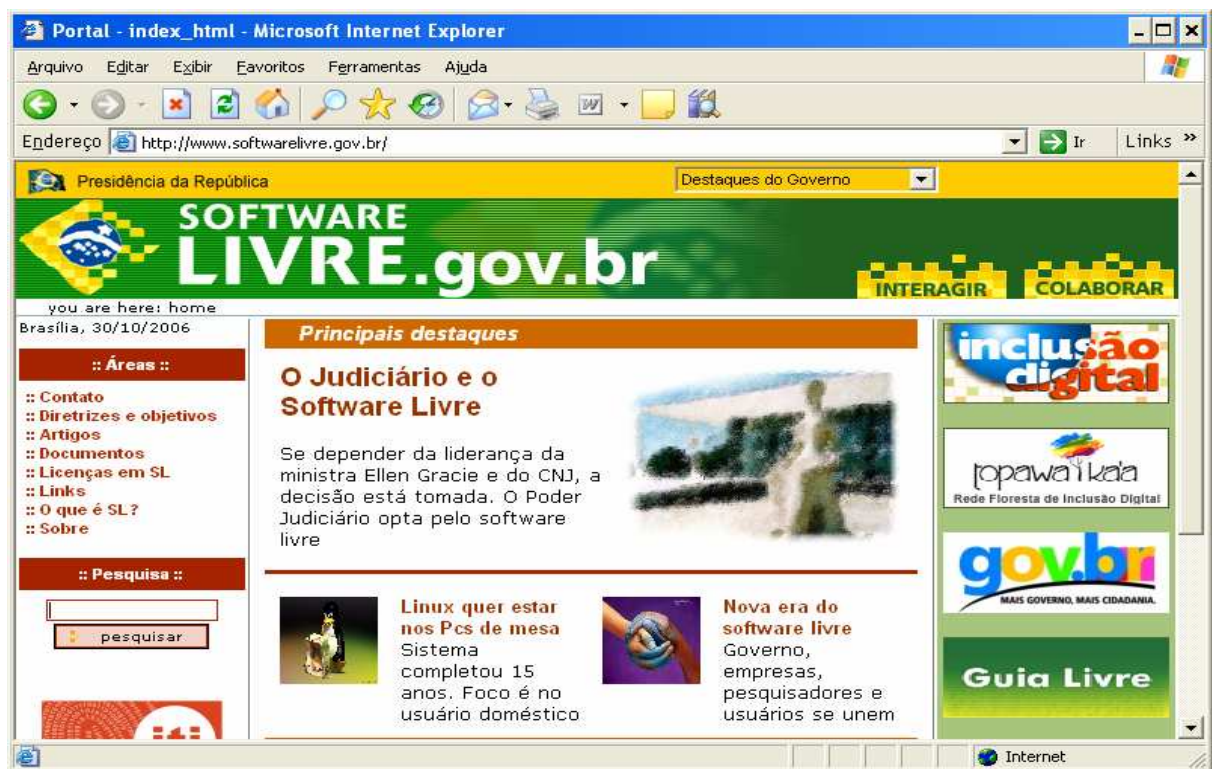 Portal - index_html - Microsoft Internet Explorer
Arquivo Editar Exibir Favoritos Ferramentas Ajuda
Endereço http://www.softwarelivre.gov.br/ Ir Links »
Presidência da República
Destaques do Governo
SOFTWARE
LIVRE.gov.br
INTERAGIR
COLABORAR
you are here: home
Brasília, 30/10/2006
:: Áreas ::
:: Contato
:: Diretrizes e objetivos
:: Artigos
:: Documentos
:: Licenças em SL
:: Links
:: O que é SL?
:: Sobre
:: Pesquisa ::
pesquisar
iti
Principais destaques
O Judiciário e o
Software Livre
Se depender da liderança da
ministra Ellen Gracie e do CNJ, a
decisão está tomada. O Poder
Judiciário opta pelo software
livre
Linux quer estar
nos Pcs de mesa
Sistema
completou 15
anos. Foco é no
usuário doméstico
Nova era do
software livre
Governo,
empresas,
pesquisadores e
usuários se unem
inclusão
digital
Rede Floresta de Inclusão Digital
gov.br
MAIS GOVERNO, MAIS CIDADANIA.
Guia Livre
Internet